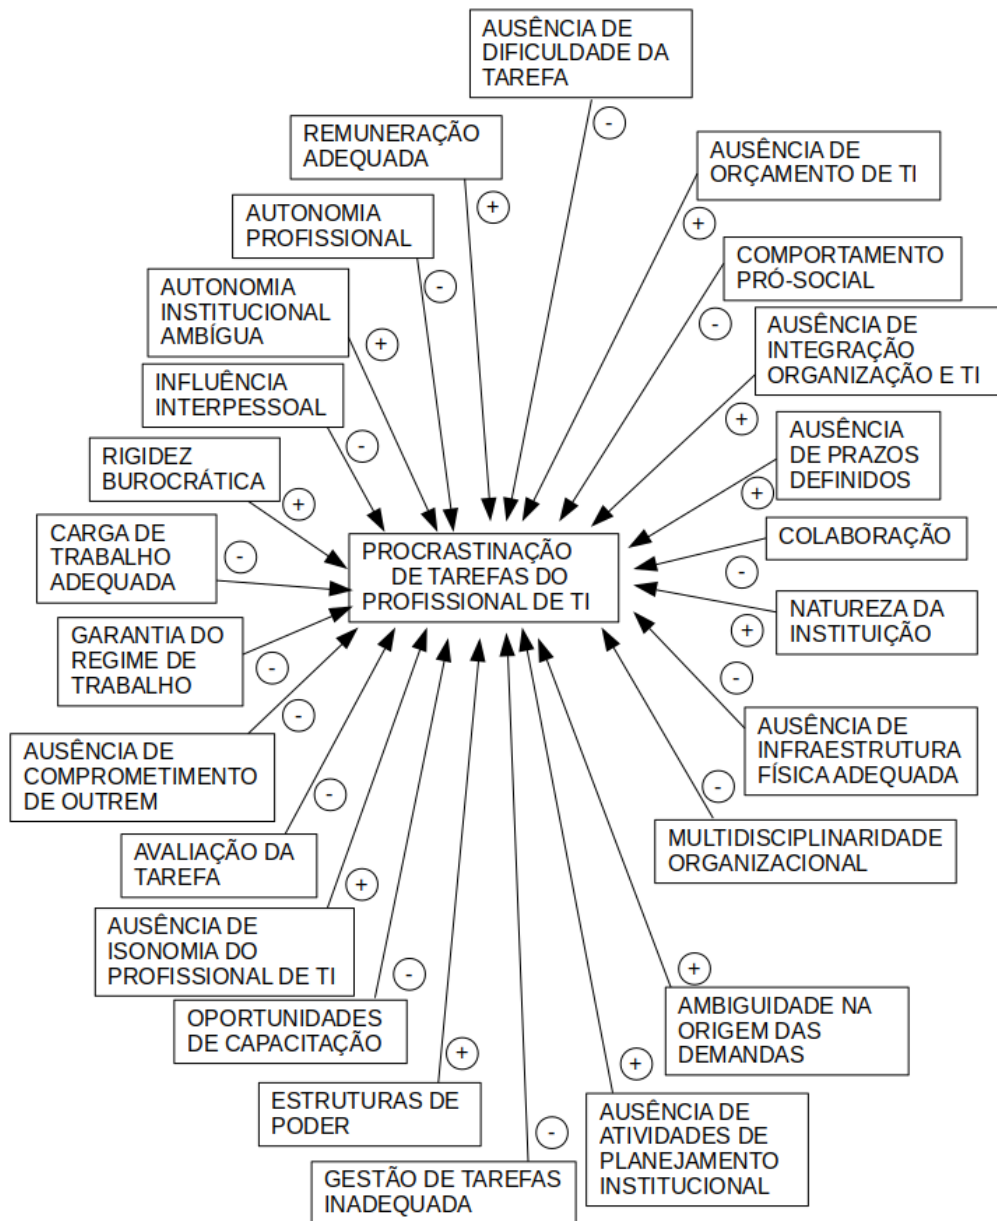 AUSÊNCIA DE
DIFICULDADE DA
TAREFA
-
REMUNERAÇÃO
ADEQUADA
+
AUSÊNCIA DE
ORÇAMENTO DE TI
+
AUTONOMIA
PROFISSIONAL
-
COMPORTAMENTO
PRÓ-SOCIAL
-
AUTONOMIA
INSTITUCIONAL
AMBÍGUA
+
AUSÊNCIA DE
INTEGRAÇÃO
ORGANIZAÇÃO E TI
+
INFLUÊNCIA
INTERPESSOAL
-
AUSÊNCIA
DE PRAZOS
DEFINIDOS
+
RIGIDEZ
BUROCRÁTICA
+
CARGA DE
TRABALHO
ADEQUADA
-
PROCRASTINAÇÃO
DE TAREFAS DO
PROFISSIONAL DE TI
COLABORAÇÃO
-
NATUREZA DA
INSTITUIÇÃO
+
GARANTIA DO
REGIME DE
TRABALHO
-
AUSÊNCIA DE
INFRAESTRUTURA
FÍSICA ADEQUADA
-
AUSÊNCIA DE
COMPROMETIMENTO
DE OUTREM
-
MULTIDISCIPLINARIDADE
ORGANIZACIONAL
-
AVALIAÇÃO DA
TAREFA
-
AUSÊNCIA DE
ISONOMIA DO
PROFISSIONAL DE TI
+
OPORTUNIDADES
DE CAPACITAÇÃO
-
AMBIGUIDADE NA
ORIGEM DAS
DEMANDAS
+
ESTRUTURAS DE
PODER
+
AUSÊNCIA DE
ATIVIDADES DE
PLANEJAMENTO
INSTITUCIONAL
+
GESTÃO DE TAREFAS
INADEQUADA
-